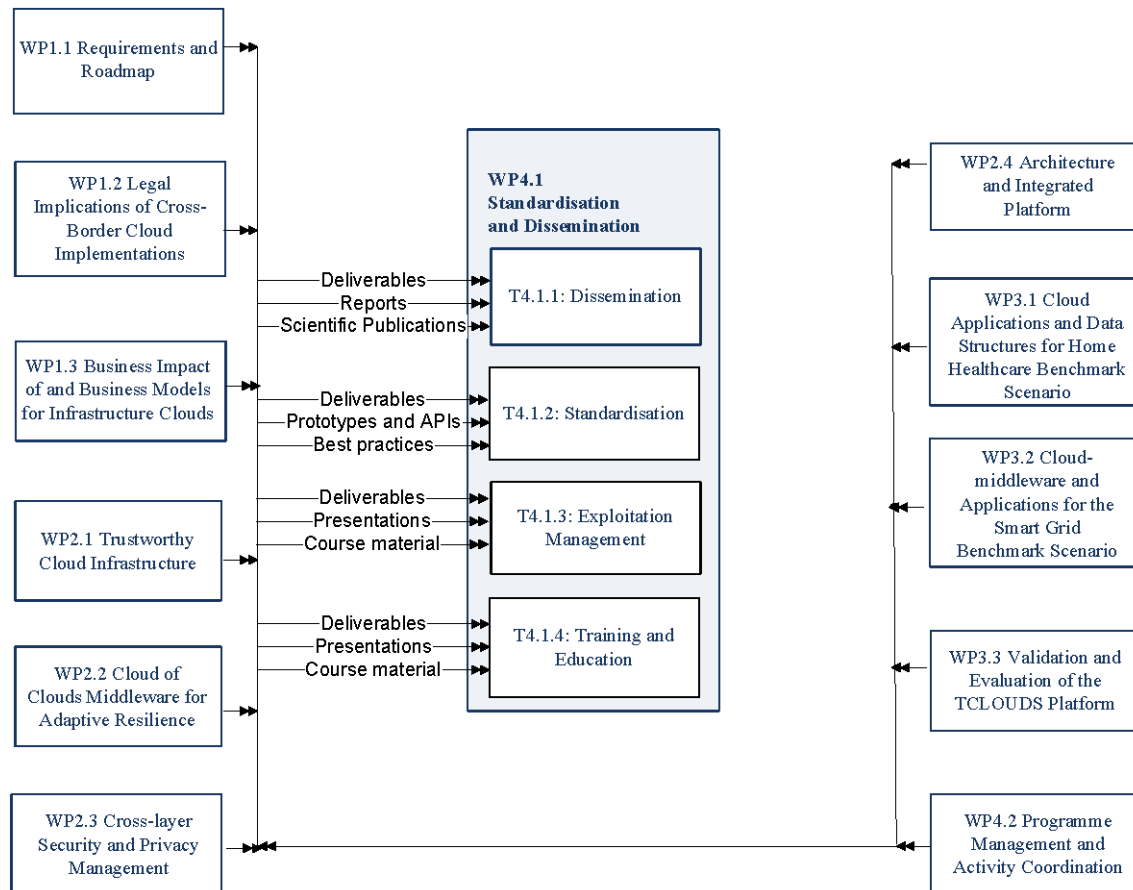 WP1.1 Requirements and
Roadmap
WP1.2 Legal
Implications of Cross-
Border Cloud
Implementations
WP1.3 Business Impact
of and Business Models
for Infrastructure Clouds
WP2.1 Trustworthy
Cloud Infrastructure
WP2.2 Cloud of
Clouds Middleware for
Adaptive Resilience
WP2.3 Cross-layer
Security and Privacy
Management
WP4.1
Standardisation
and Dissemination
Deliverables
Reports
Scientific Publications
T4.1.1: Dissemination
Deliverables
Prototypes and APIs
Best practices
T4.1.2: Standardisation
Deliverables
Presentations
Course material
T4.1.3: Exploitation
Management
Deliverables
Presentations
Course material
T4.1.4: Training and
Education
WP2.4 Architecture
and Integrated
Platform
WP3.1 Cloud
Applications and Data
Structures for Home
Healthcare Benchmark
Scenario
WP3.2 Cloud-
middleware and
Applications for the
Smart Grid
Benchmark Scenario
WP3.3 Validation and
Evaluation of the
TCLOUDS Platform
WP4.2 Programme
Management and
Activity Coordination